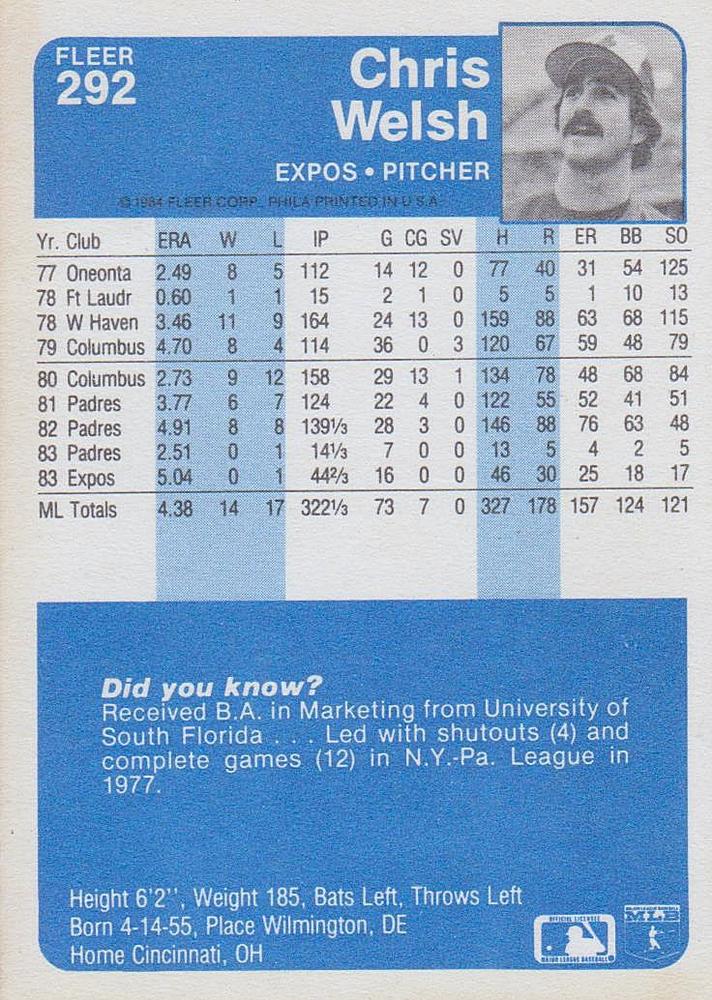 FLEER
292
Chris
Welsh
EXPOS • PITCHER
© 1984 FLEER CORP., PHILA PRINTED IN U.S.A.
Yr. Club ERA W L IP G CG SV H R ER BB SO
77 Oneonta 2.49 8 5 112 14 12 0 77 40 31 54 125
78 Ft Laudr 0.60 1 1 15 2 1 0 5 5 1 10 13
78 W Haven 3.46 11 9 164 24 13 0 159 88 63 68 115
79 Columbus 4.70 8 4 114 36 0 3 120 67 59 48 79
80 Columbus 2.73 9 12 158 29 13 1 134 78 48 68 84
81 Padres 3.77 6 7 124 22 4 0 122 55 52 41 51
82 Padres 4.91 8 8 139⅓ 28 3 0 146 88 76 63 48
83 Padres 2.51 0 1 14⅓ 7 0 0 13 5 4 2 5
83 Expos 5.04 0 1 44⅔ 16 0 0 46 30 25 18 17
ML Totals 4.38 14 17 322⅓ 73 7 0 327 178 157 124 121
Did you know?
Received B.A. in Marketing from University of
South Florida . . . Led with shutouts (4) and
complete games (12) in N.Y.-Pa. League in
1977.
Height 6'2'', Weight 185, Bats Left, Throws Left
Born 4-14-55, Place Wilmington, DE
Home Cincinnati, OH
OFFICIAL LICENSEE
MAJOR LEAGUE BASEBALL
MAJOR LEAGUE BASEBALL
MLB